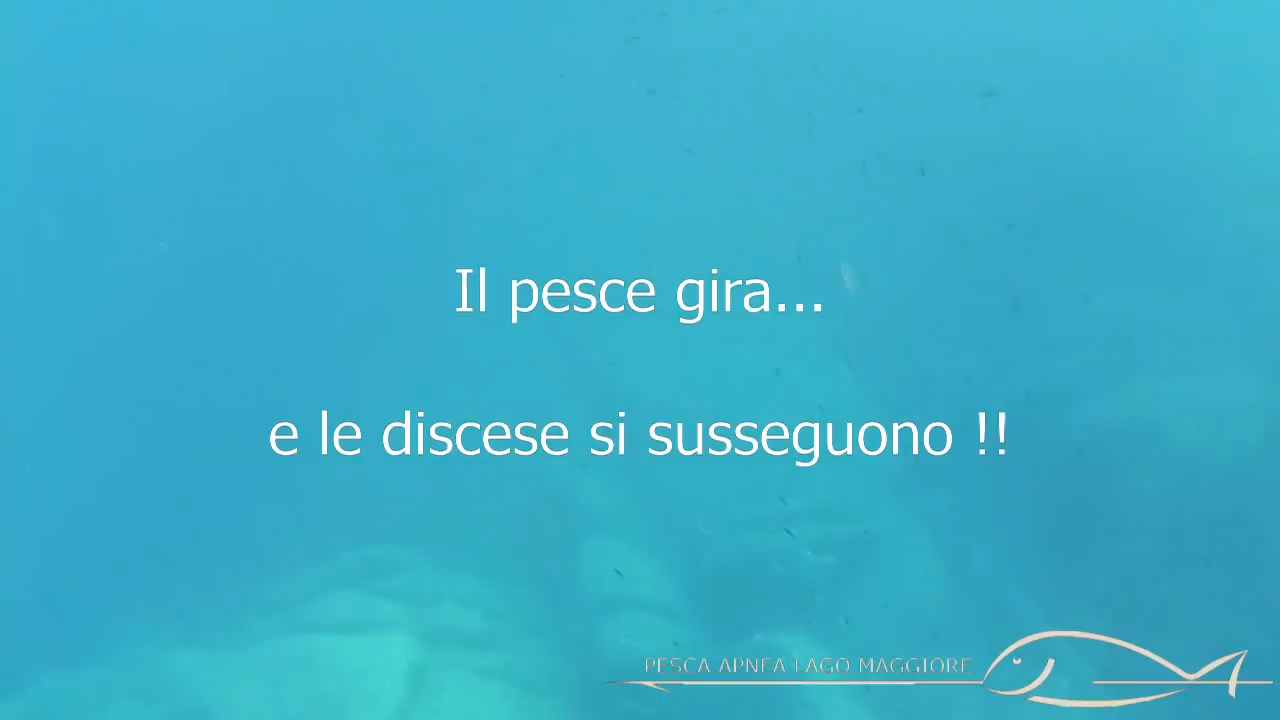 Il pesce gira...
e le discese si susseguono !!
PESCA APNEA LAGO MAGGIORE